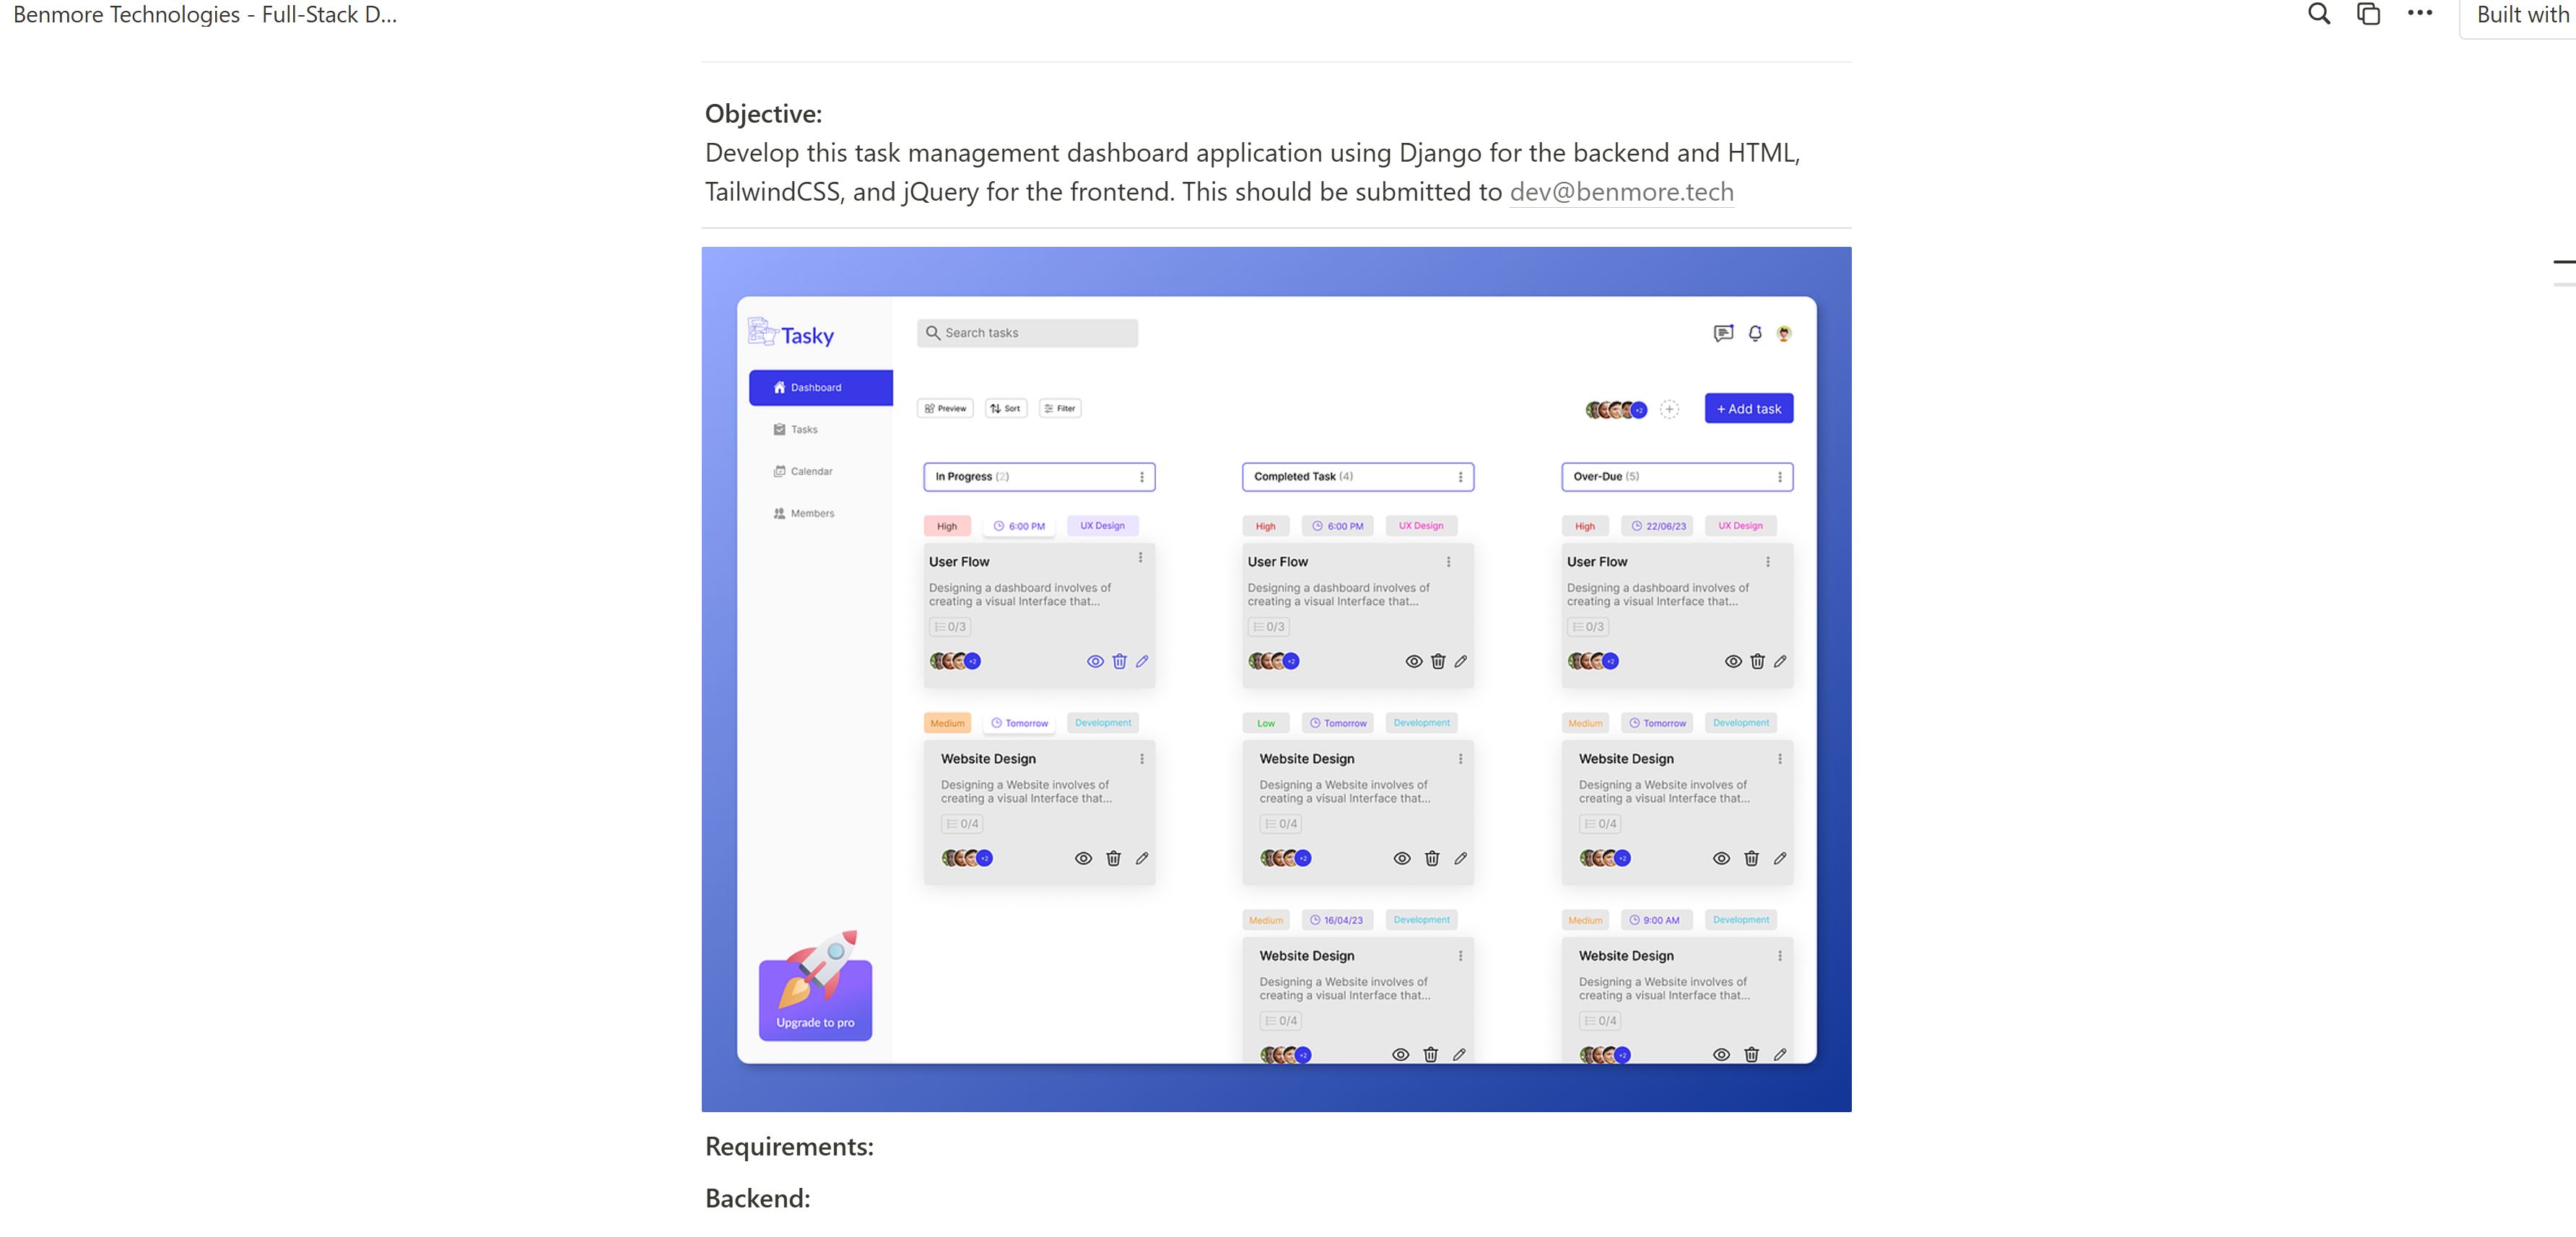 Benmore Technologies - Full-Stack D...
Built with
Objective:
Develop this task management dashboard application using Django for the backend and HTML,
TailwindCSS, and jQuery for the frontend. This should be submitted to dev@benmore.tech
Tasky
Search tasks
Dashboard
Tasks
Calendar
Members
Preview
Sort
Filter
+2
+ Add task
In Progress (2)
High
6:00 PM
UX Design
User Flow
Designing a dashboard involves of
creating a visual Interface that...
0/3
+2
Medium
Tomorrow
Development
Website Design
Designing a Website involves of
creating a visual Interface that...
0/4
+2
Completed Task (4)
High
6:00 PM
UX Design
User Flow
Designing a dashboard involves of
creating a visual Interface that...
0/3
+2
Low
Tomorrow
Development
Website Design
Designing a Website involves of
creating a visual Interface that...
0/4
+2
Medium
16/04/23
Development
Website Design
Designing a Website involves of
creating a visual Interface that...
0/4
+2
Over-Due (5)
High
22/06/23
UX Design
User Flow
Designing a dashboard involves of
creating a visual Interface that...
0/3
+2
Medium
Tomorrow
Development
Website Design
Designing a Website involves of
creating a visual Interface that...
0/4
+2
Medium
9:00 AM
Development
Website Design
Designing a Website involves of
creating a visual Interface that...
0/4
+2
Upgrade to pro
Requirements:
Backend: